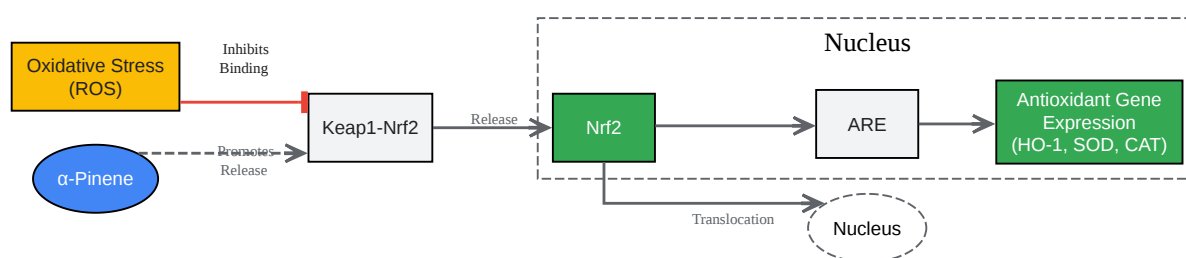 Oxidative Stress
(ROS)
Inhibits
Binding
α-Pinene
Promotes
Release
Keap1-Nrf2
Release
Nucleus
Nrf2
ARE
Antioxidant Gene
Expression
(HO-1, SOD, CAT)
Translocation
Nucleus